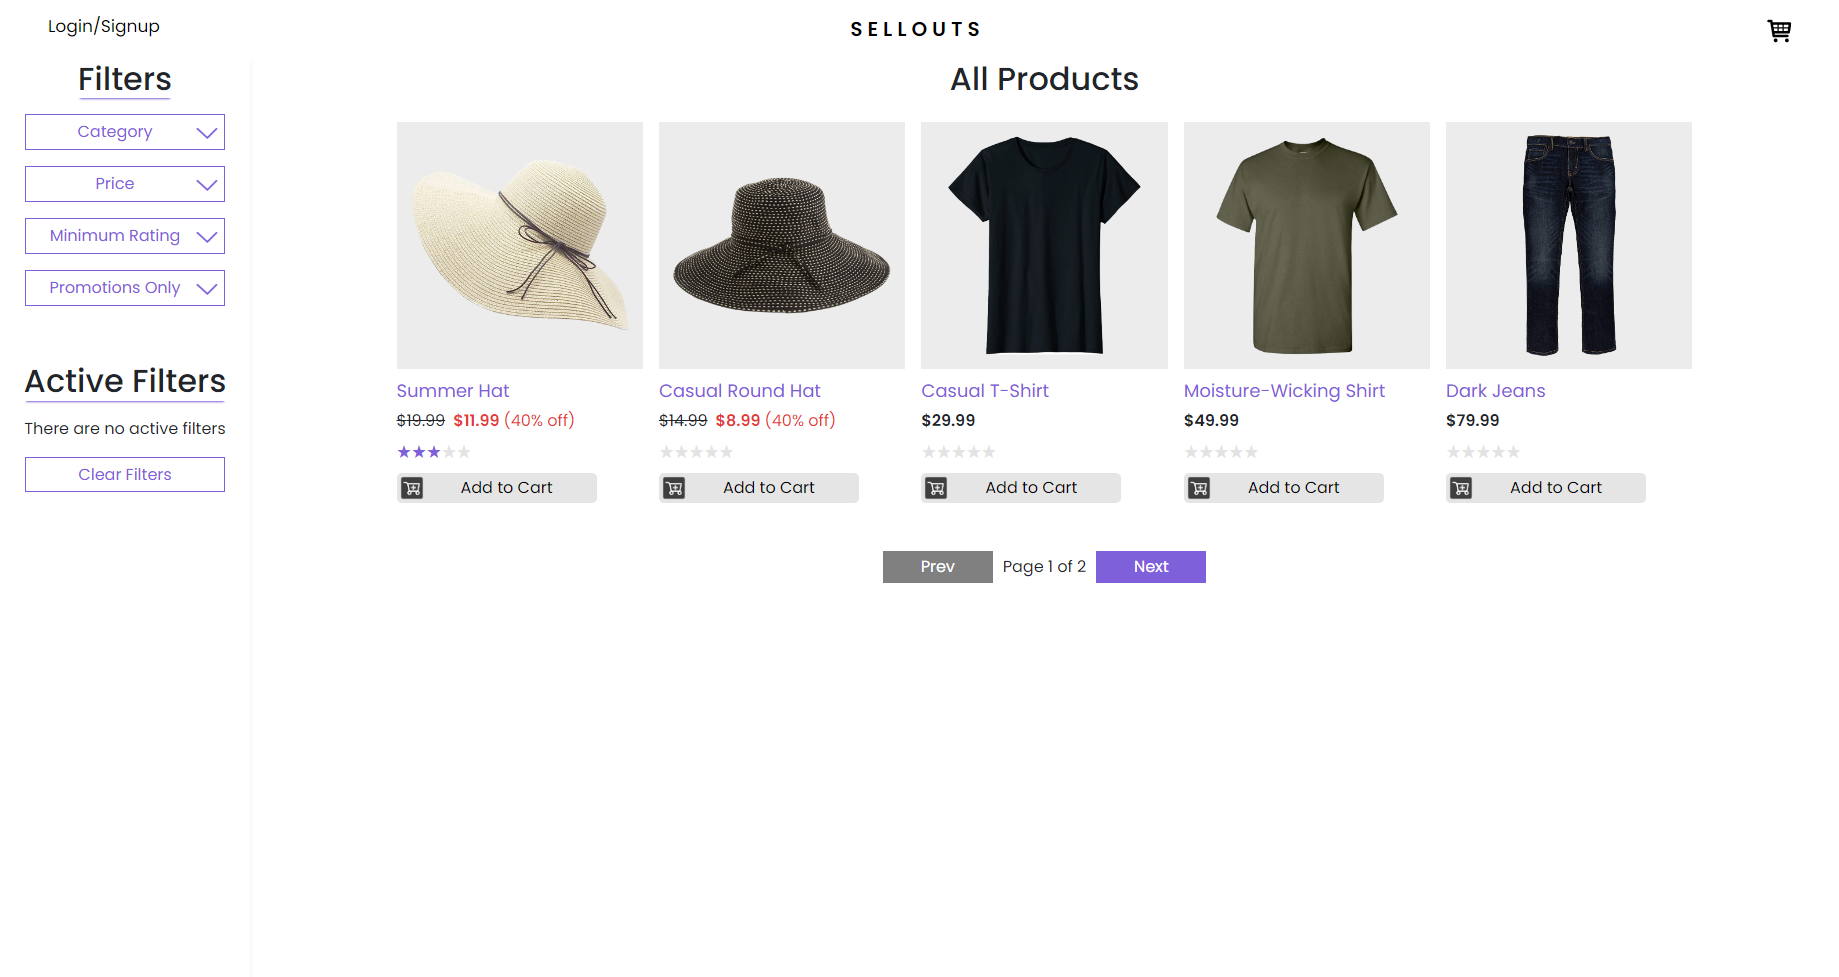 Login/Signup
SELLOUTS
Filters
Category
Price
Minimum Rating
Promotions Only
Active Filters
There are no active filters
Clear Filters
All Products
Summer Hat
$19.99 $11.99 (40% off)
Add to Cart
Casual Round Hat
$14.99 $8.99 (40% off)
Add to Cart
Casual T-Shirt
$29.99
Add to Cart
Moisture-Wicking Shirt
$49.99
Add to Cart
Dark Jeans
$79.99
Add to Cart
Prev Page 1 of 2 Next